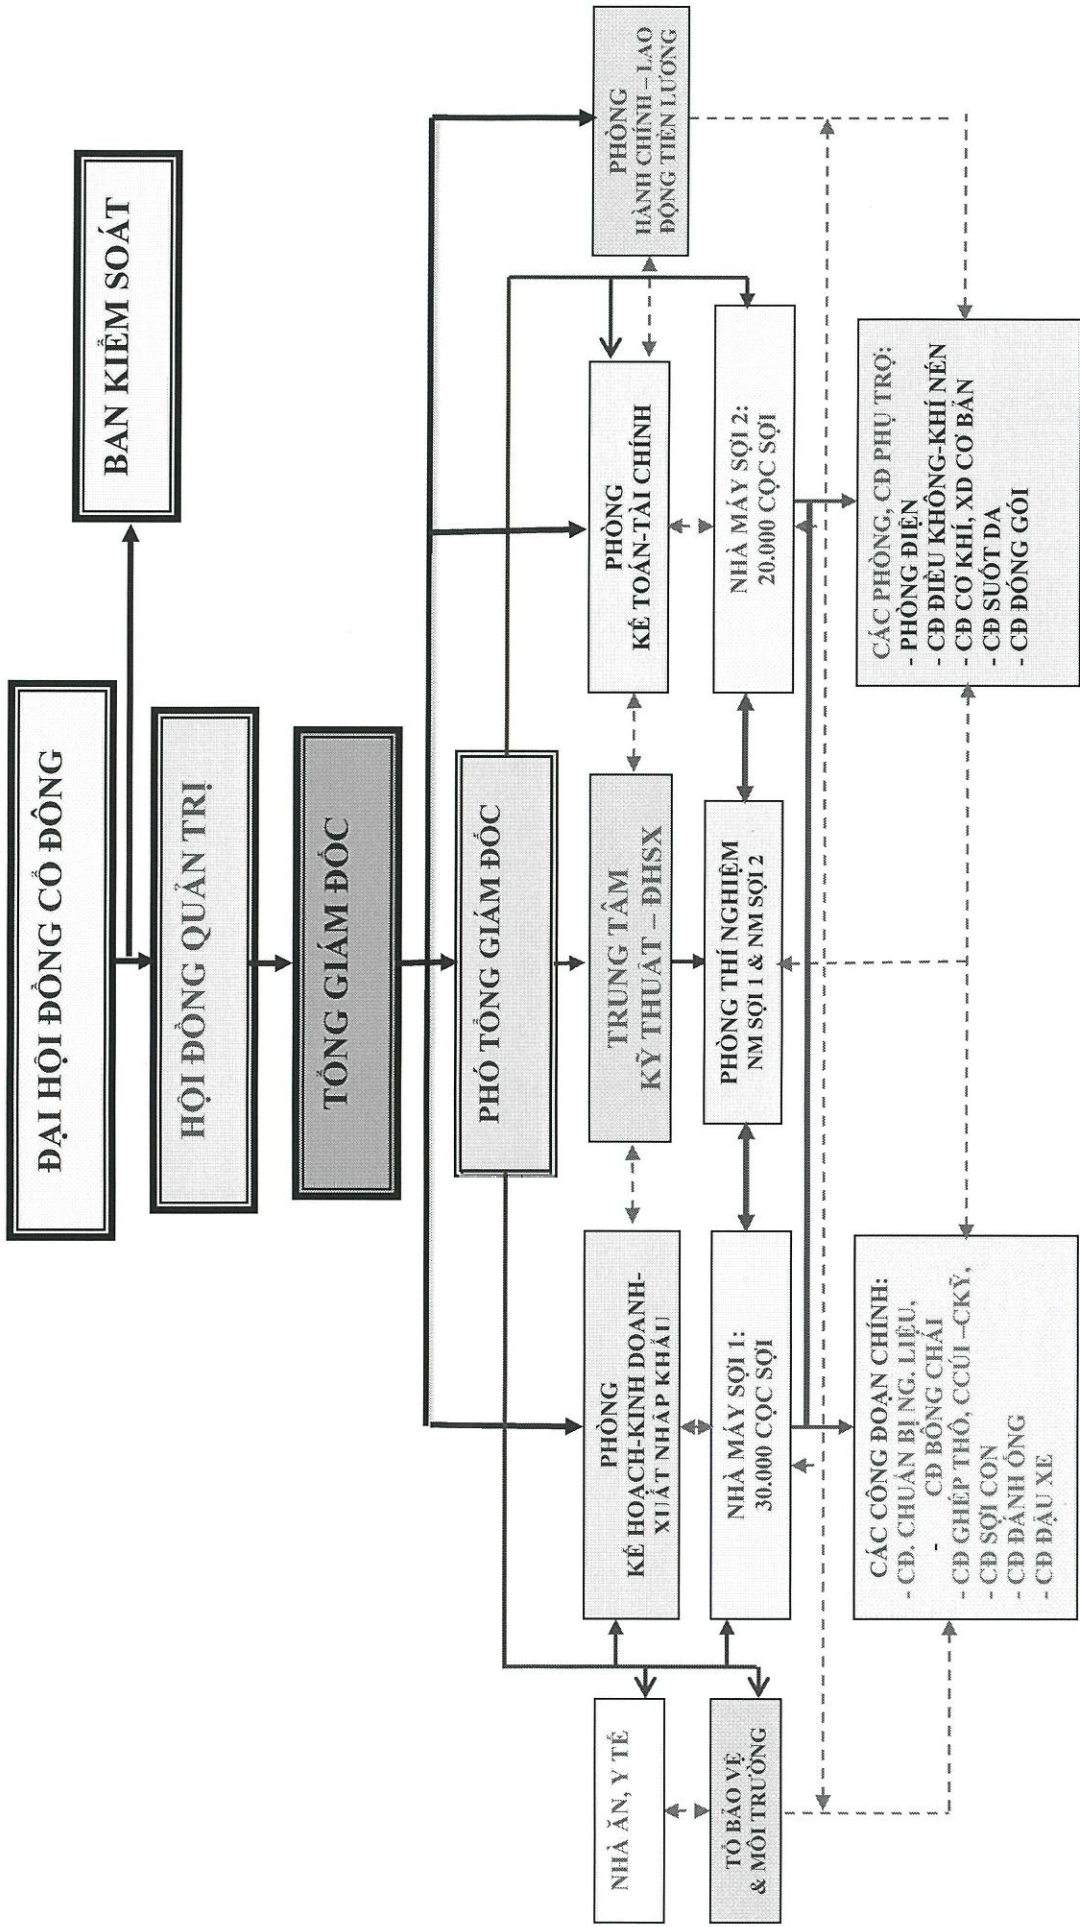 ĐẠI HỘI ĐỒNG CỔ ĐÔNG
BAN KIỂM SOÁT
HỘI ĐỒNG QUẢN TRỊ
TỔNG GIÁM ĐỐC
PHÓ TỔNG GIÁM ĐỐC
NHÀ ĂN, Y TẾ
PHÒNG
KẾ HOẠCH-KINH DOANH-
XUẤT NHẬP KHẨU
TRUNG TÂM
KỸ THUẬT – ĐHSX
PHÒNG
KẾ TOÁN-TÀI CHÍNH
PHÒNG
HÀNH CHÍNH – LAO
ĐỘNG TIỀN LƯƠNG
TỔ BẢO VỆ
& MÔI TRƯỜNG
NHÀ MÁY SỢI 1:
30.000 CỌC SỢI
PHÒNG THÍ NGHIỆM
NM SỢI 1 & NM SỢI 2
NHÀ MÁY SỢI 2:
20.000 CỌC SỢI
CÁC CÔNG ĐOẠN CHÍNH:
- CĐ. CHUẨN BỊ NG. LIỆU,
- CĐ BÔNG CHẢI
- CĐ GHÉP THÔ, CCÚI –CKỸ,
- CĐ SỢI CON
- CĐ ĐÁNH ỐNG
- CĐ ĐẬU XE
CÁC PHÒNG, CĐ PHỤ TRỢ:
- PHÒNG ĐIỆN
- CĐ ĐIỀU KHÔNG-KHÍ NÉN
- CĐ CƠ KHÍ, XD CƠ BẢN
- CĐ SUỐT DA
- CĐ ĐÓNG GÓI